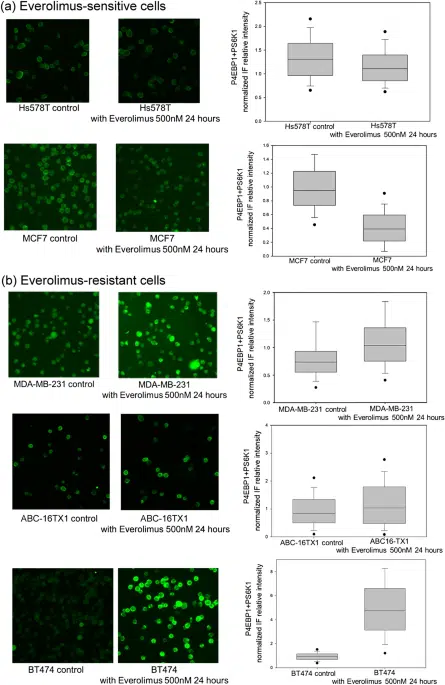 (a) Everolimus-sensitive cells
Hs578T control
Hs578T
with Everolimus 500nM 24 hours
P4EBP1+PS6K1
normalized IF relative intensity
2.5
2.0
1.5
1.0
0.5
0.0
Hs578T control
Hs578T
with Everolimus 500nM 24 hours
MCF7 control
MCF7
with Everolimus 500nM 24 hours
P4EBP1+PS6K1
normalized IF relative intensity
1.6
1.4
1.2
1.0
0.8
0.6
0.4
0.2
0.0
MCF7 control
MCF7
with Everolimus 500nM 24 hours
(b) Everolimus-resistant cells
MDA-MB-231 control
MDA-MB-231
with Everolimus 500nM 24 hours
P4EBP1+PS6K1
normalized IF relative intensity
2.0
1.5
1.0
0.5
0.0
MDA-MB-231 control
MDA-MB-231
with Everolimus 500nM 24 hours
ABC-16TX1 control
ABC-16TX1
with Everolimus 500nM 24 hours
P4EBP1+PS6K1
normalized IF relative intensity
4
3
2
1
0
ABC-16TX1 control
ABC16-TX1
with Everolimus 500nM 24 hours
BT474 control
BT474
with Everolimus 500nM 24 hours
P4EBP1+PS6K1
normalized IF relative intensity
8
6
4
2
0
BT474 control
BT474
with Everolimus 500nM 24 hours